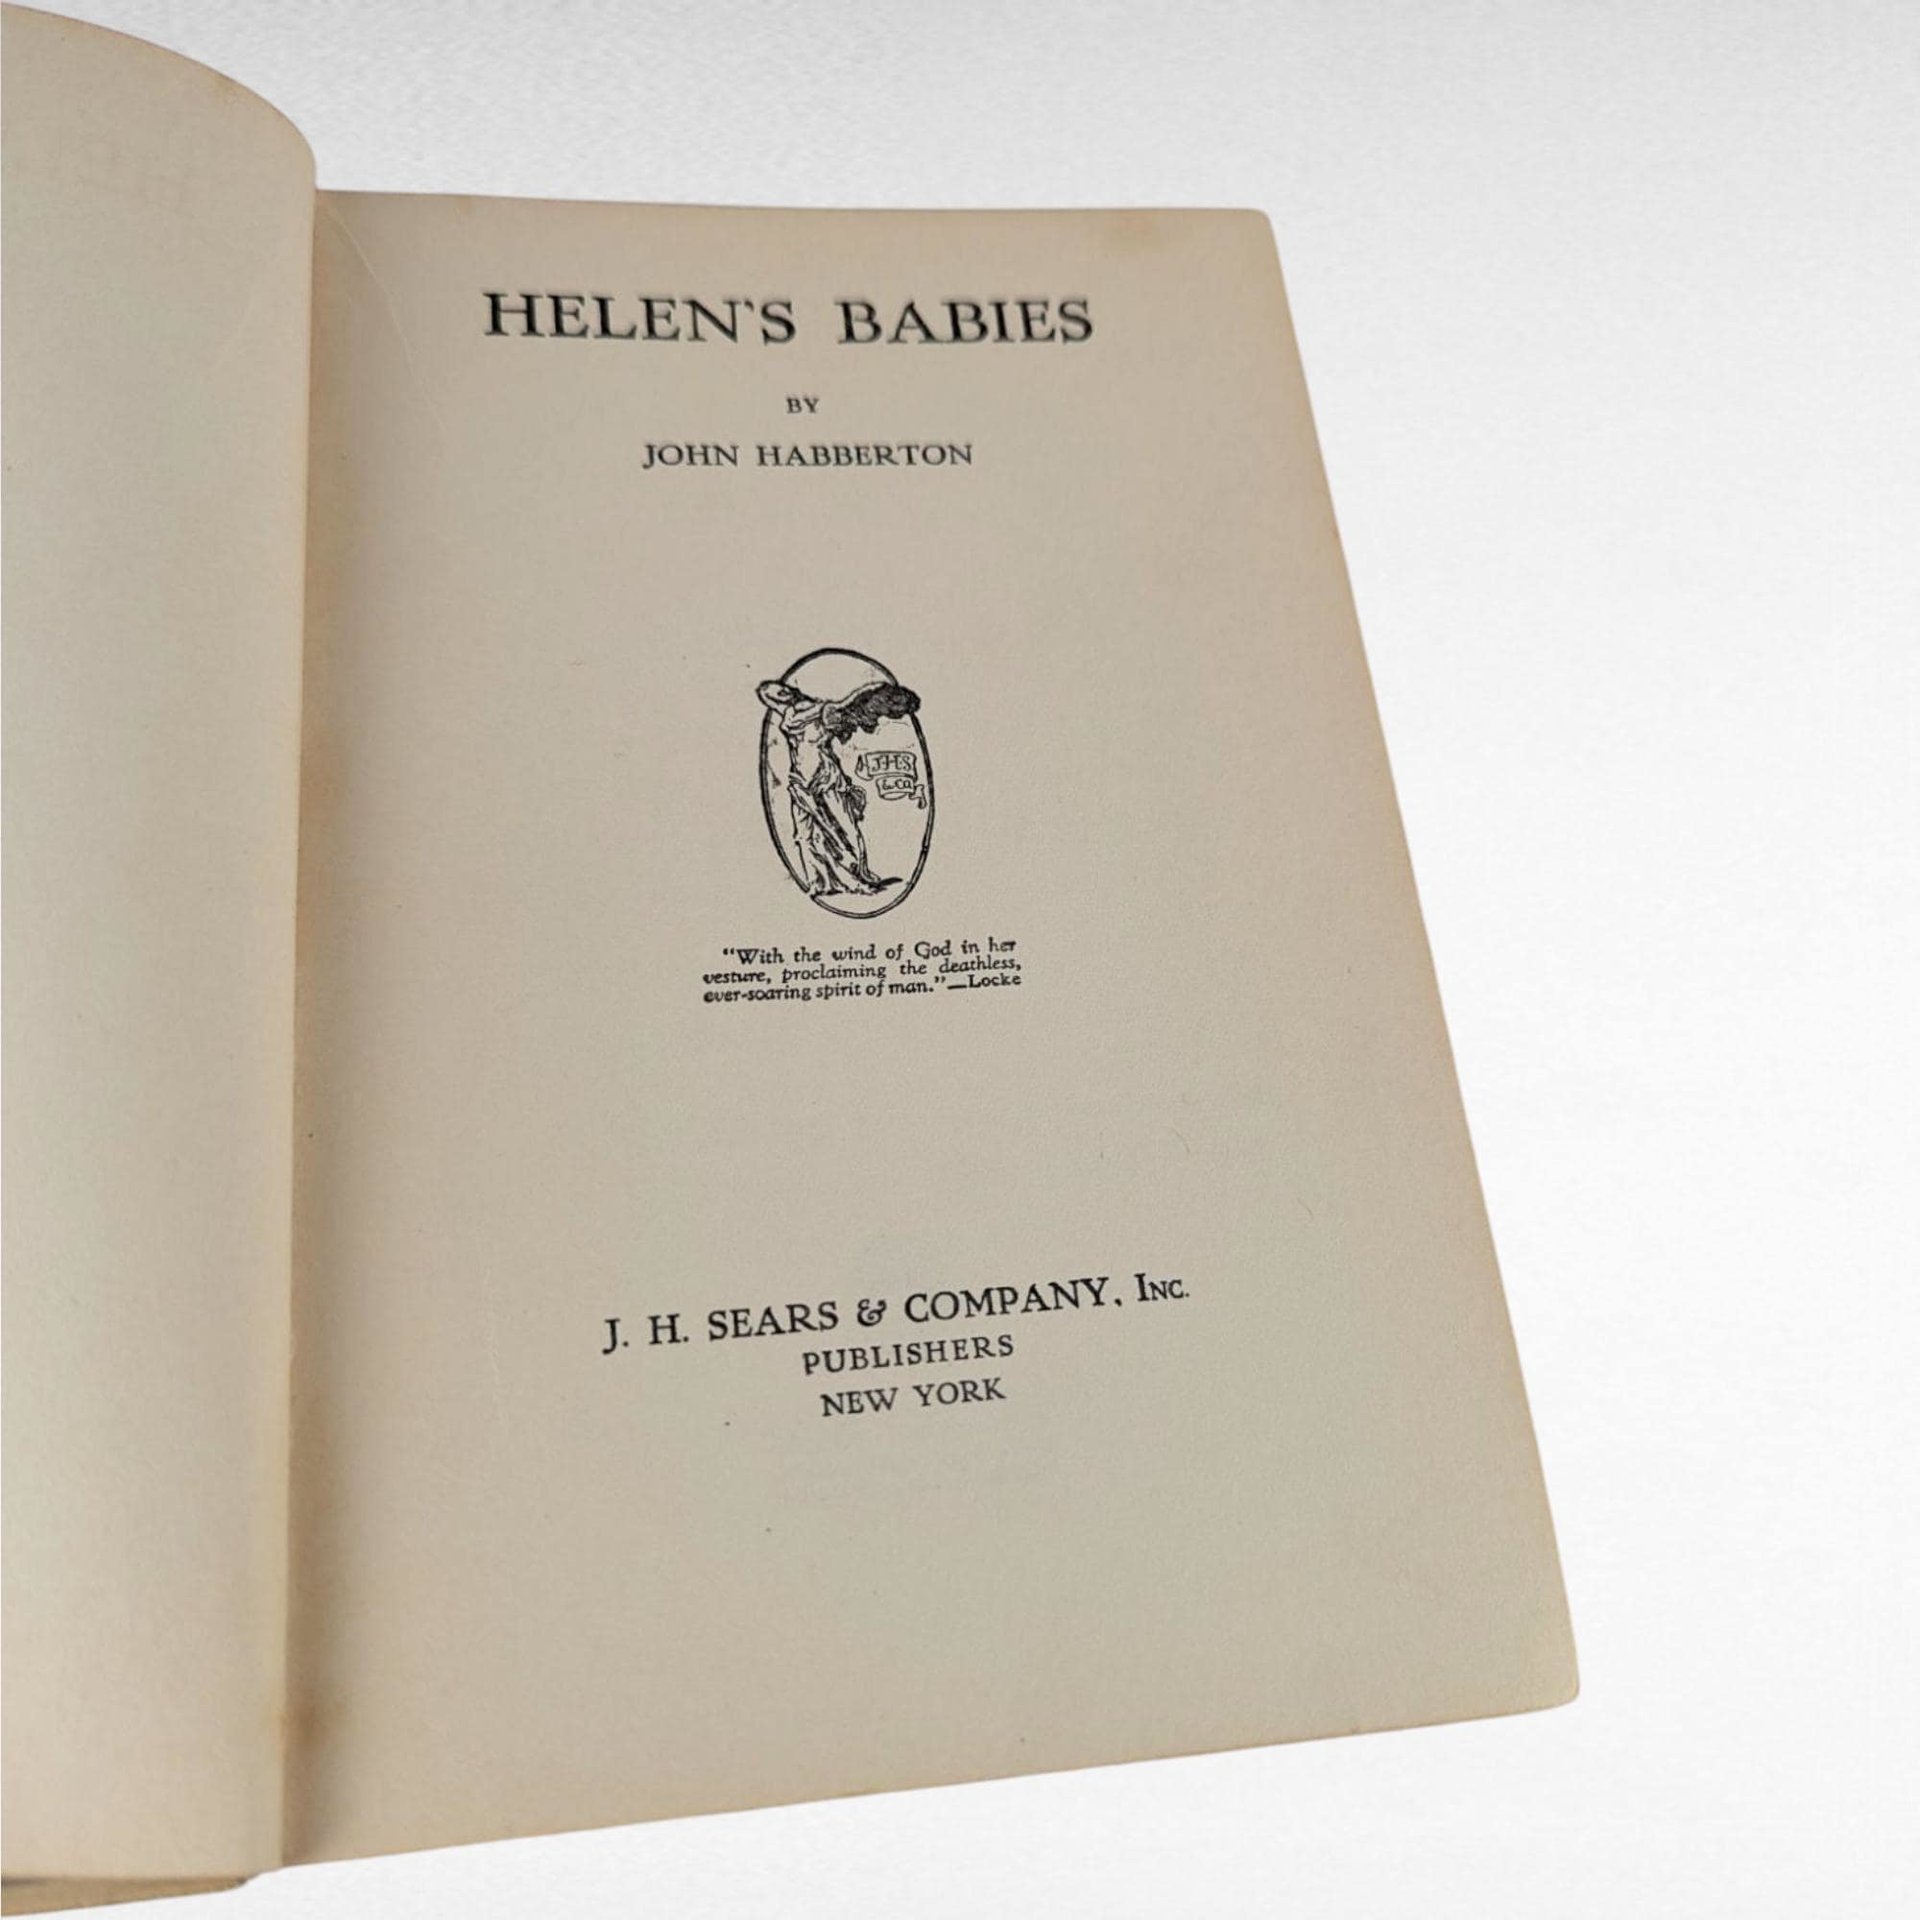 HELEN'S BABIES
BY
JOHN HABBERTON
J.H.S
& Co
"With the wind of God in her
vesture, proclaiming the deathless,
ever-soaring spirit of man."—Locke
J. H. SEARS & COMPANY, INC.
PUBLISHERS
NEW YORK